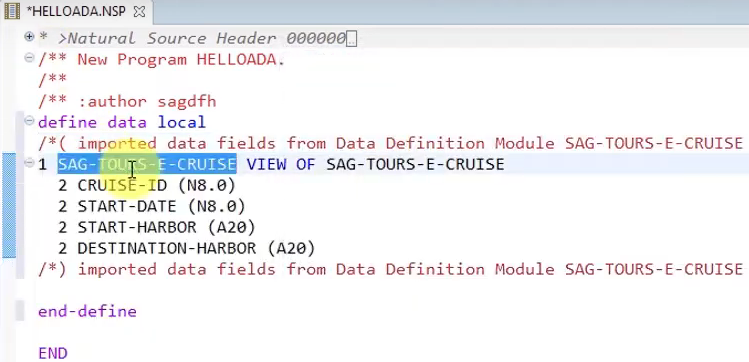 *HELLOADA.NSP
* >Natural Source Header 000000
/** New Program HELLOADA.
/**
/** :author sagdfh
define data local
/*( imported data fields from Data Definition Module SAG-TOURS-E-CRUISE
1 SAG-TOURS-E-CRUISE VIEW OF SAG-TOURS-E-CRUISE
2 CRUISE-ID (N8.0)
2 START-DATE (N8.0)
2 START-HARBOR (A20)
2 DESTINATION-HARBOR (A20)
/*) imported data fields from Data Definition Module SAG-TOURS-E-CRUISE
end-define
END